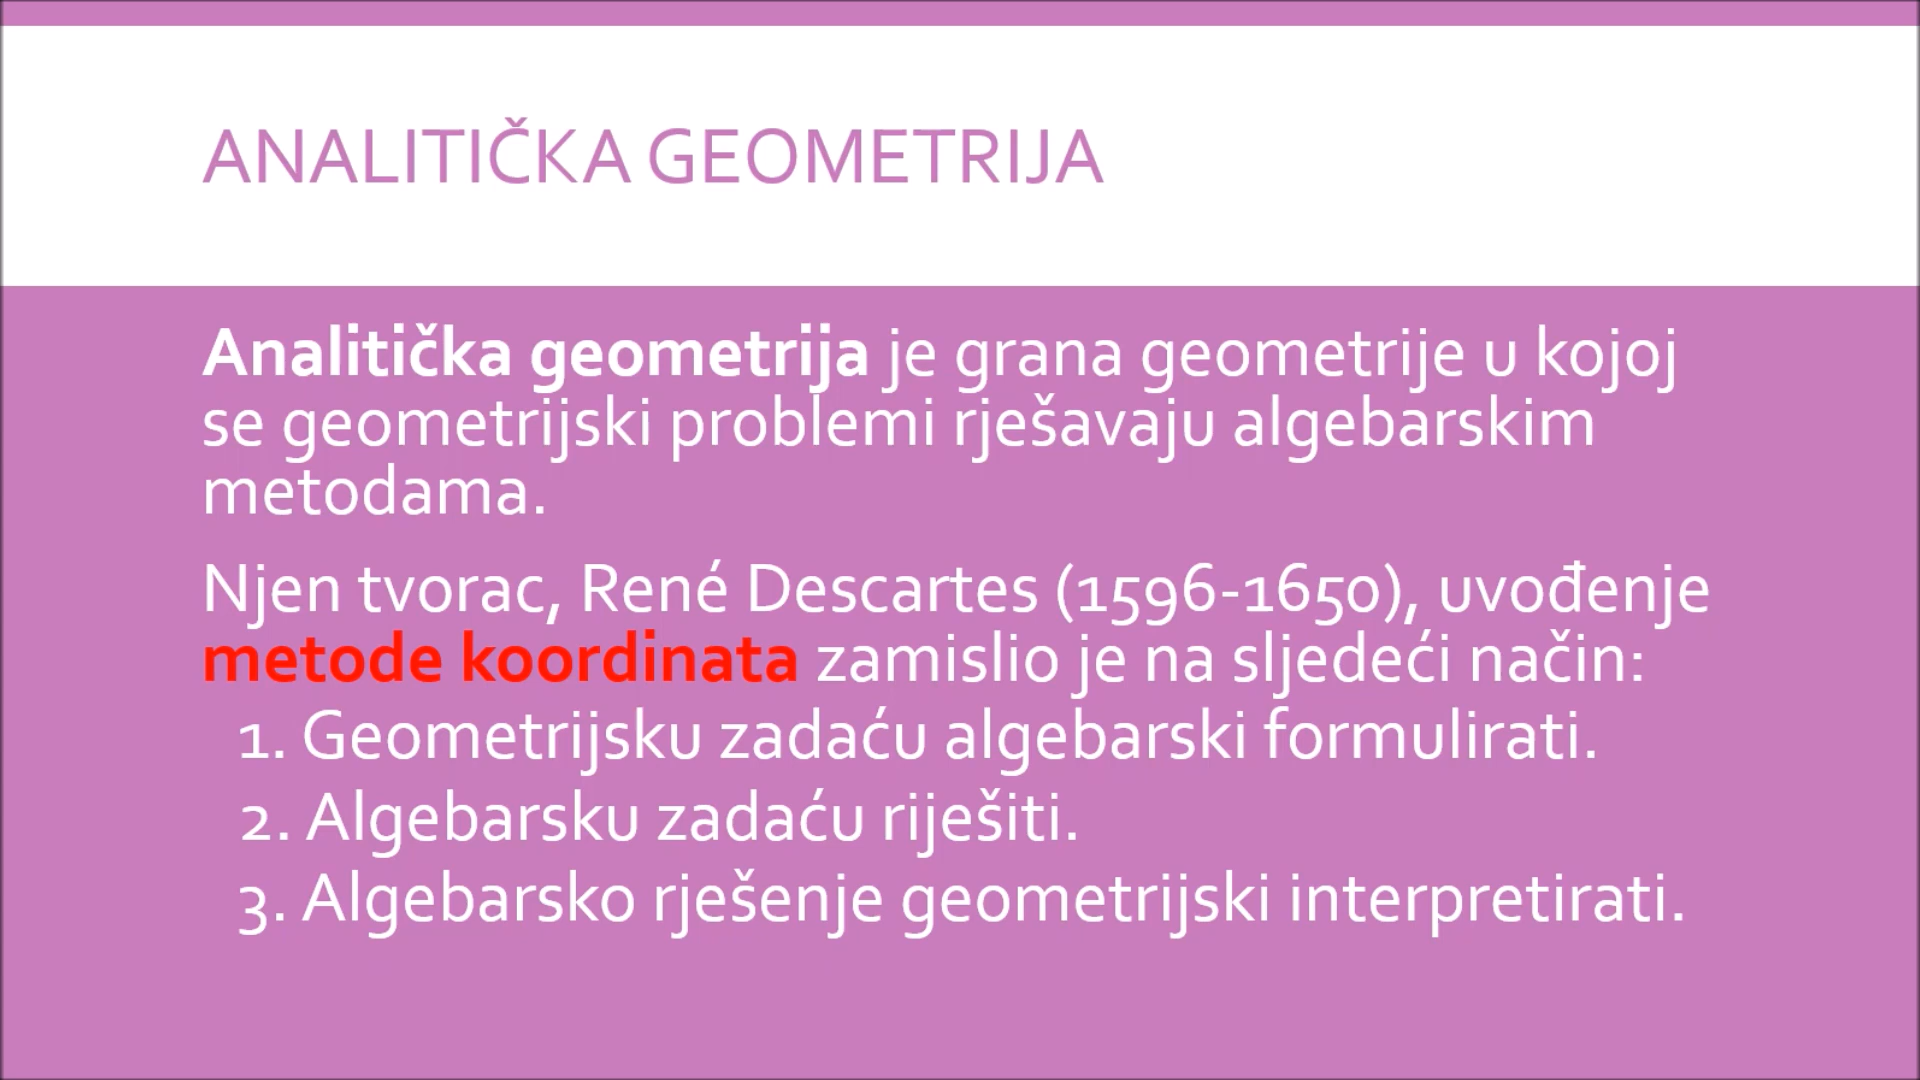 ANALITIČKA GEOMETRIJA
Analitička geometrija je grana geometrije u kojoj
se geometrijski problemi rješavaju algebarskim
metodama.
Njen tvorac, René Descartes (1596-1650), uvođenje
metode koordinata zamislio je na sljedeći način:
1. Geometrijsku zadaću algebarski formulirati.
2. Algebarsku zadaću riješiti.
3. Algebarsko rješenje geometrijski interpretirati.